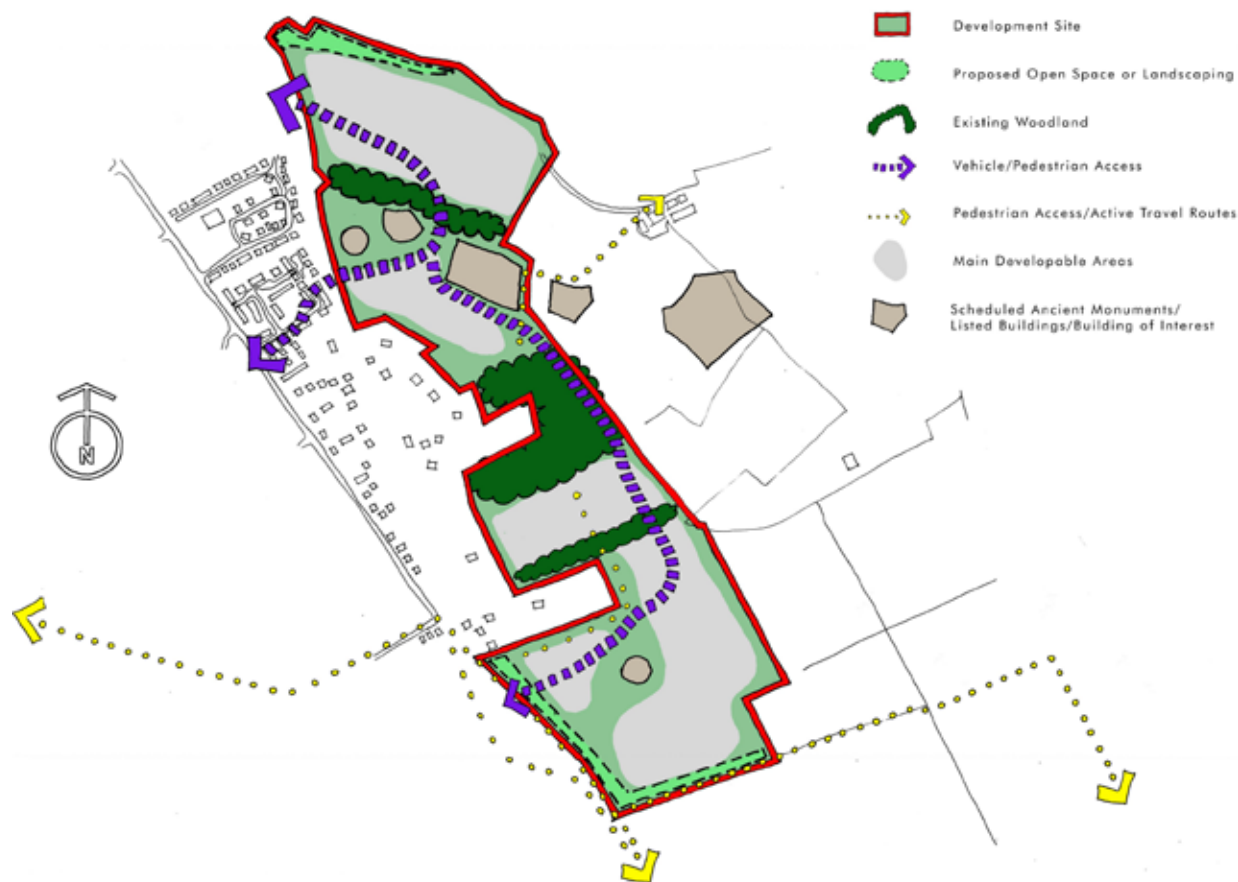 Development Site
Proposed Open Space or Landscaping
Existing Woodland
Vehicle/Pedestrian Access
Pedestrian Access/Active Travel Routes
Main Developable Areas
Scheduled Ancient Monuments/
Listed Buildings/Building of Interest
N